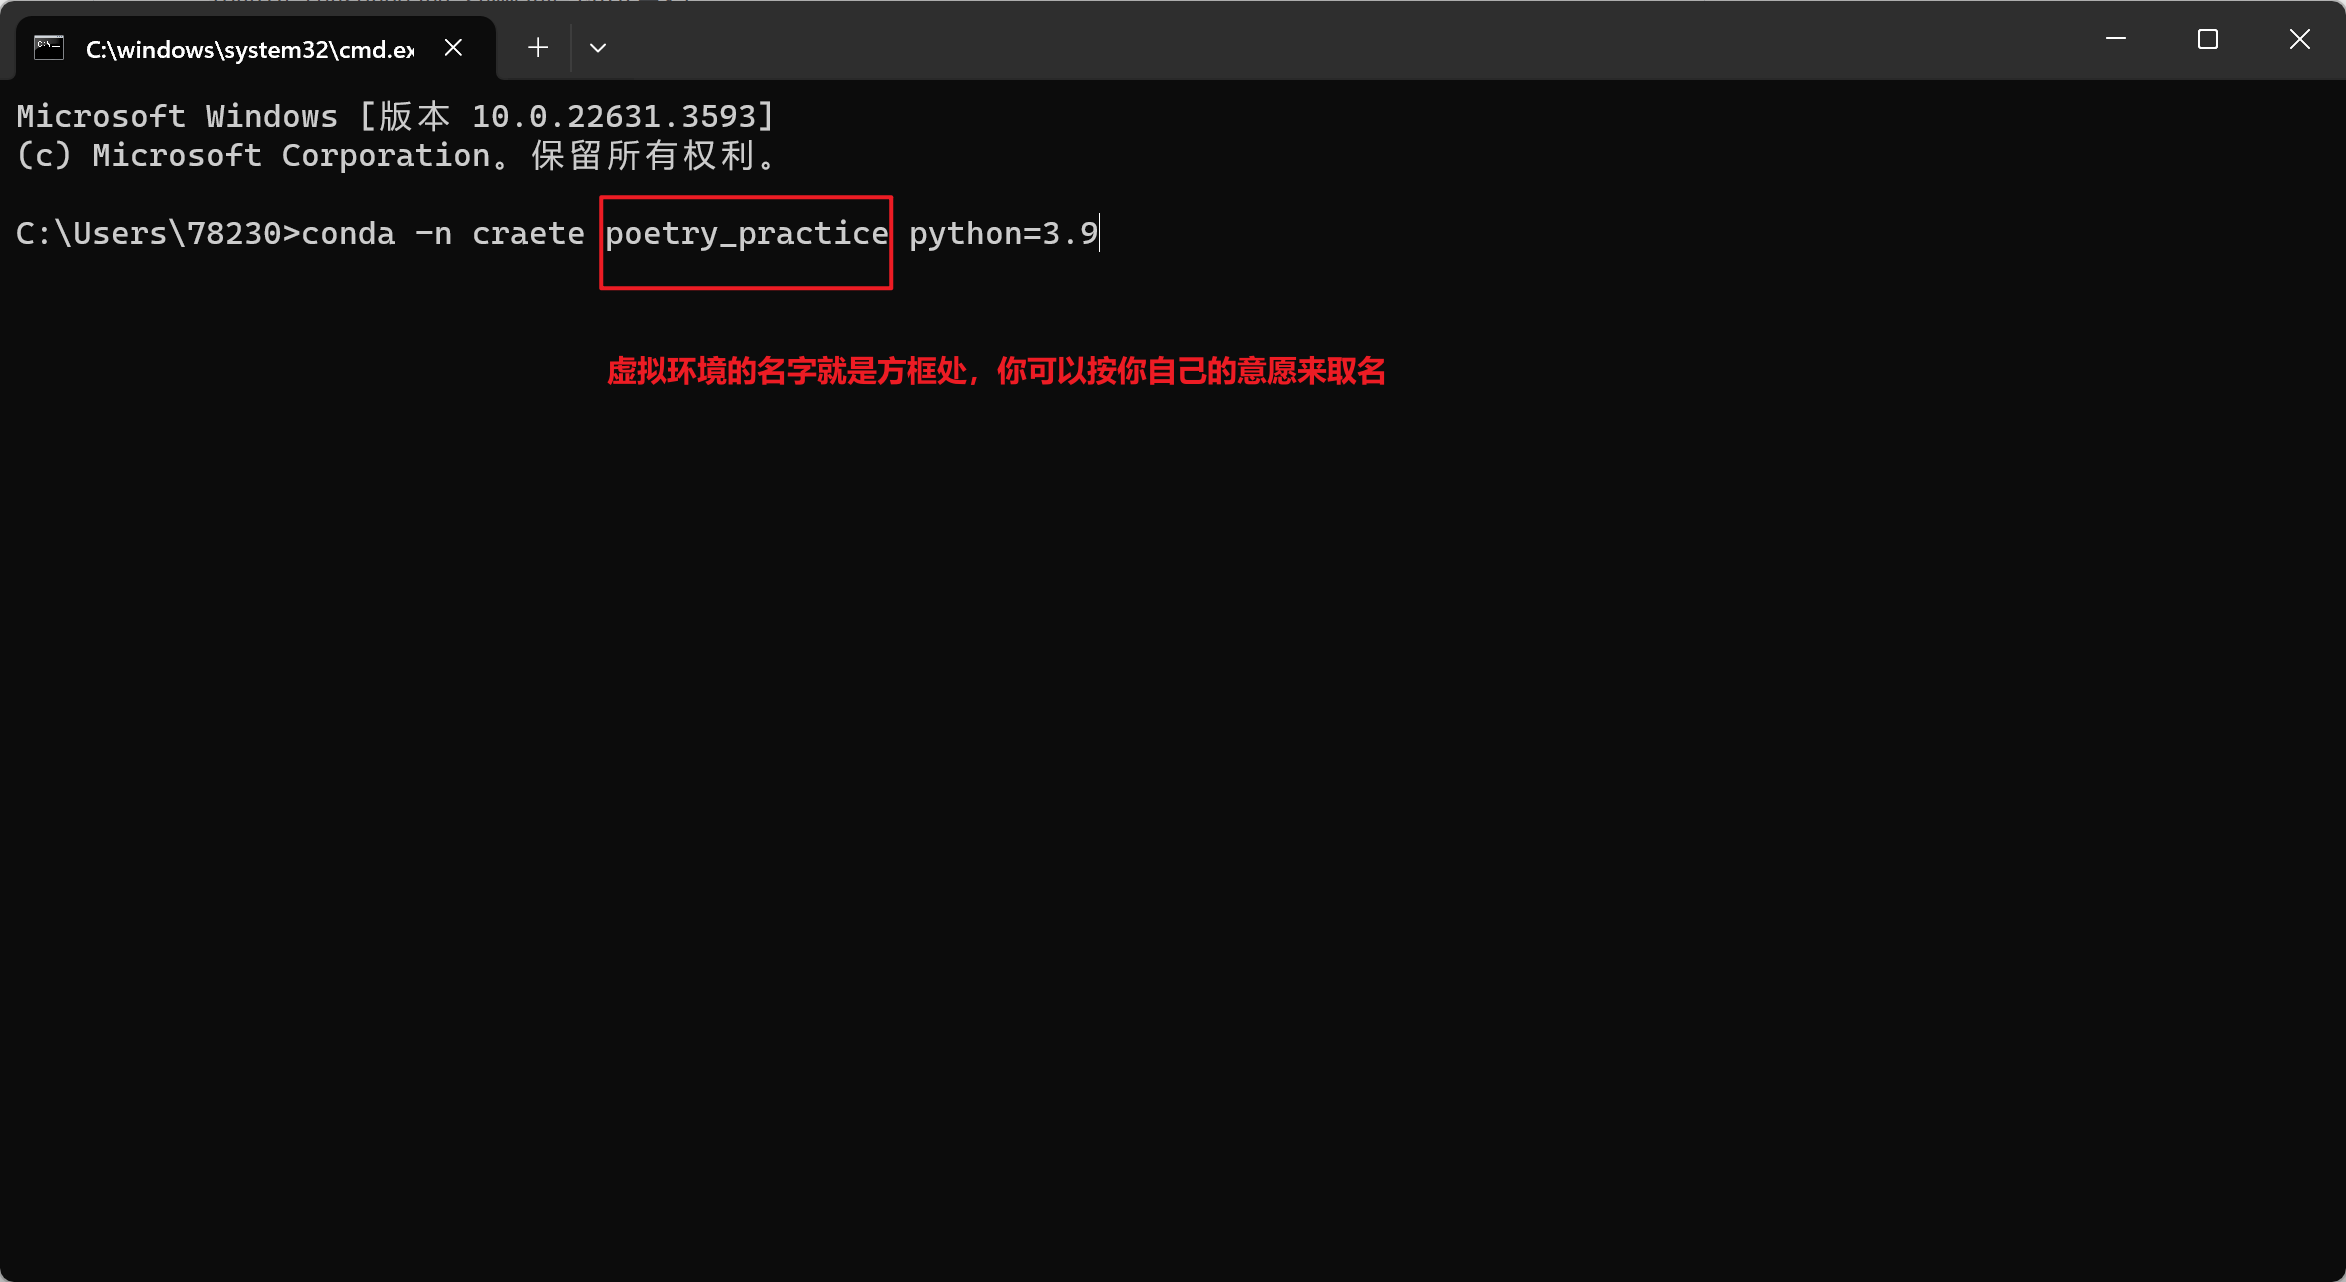 C:\windows\system32\cmd.ex
Microsoft Windows [版本 10.0.22631.3593]
(c) Microsoft Corporation。保留所有权利。
C:\Users\78230>conda -n craete poetry_practice python=3.9
虚拟环境的名字就是方框处，你可以按你自己的意愿来取名